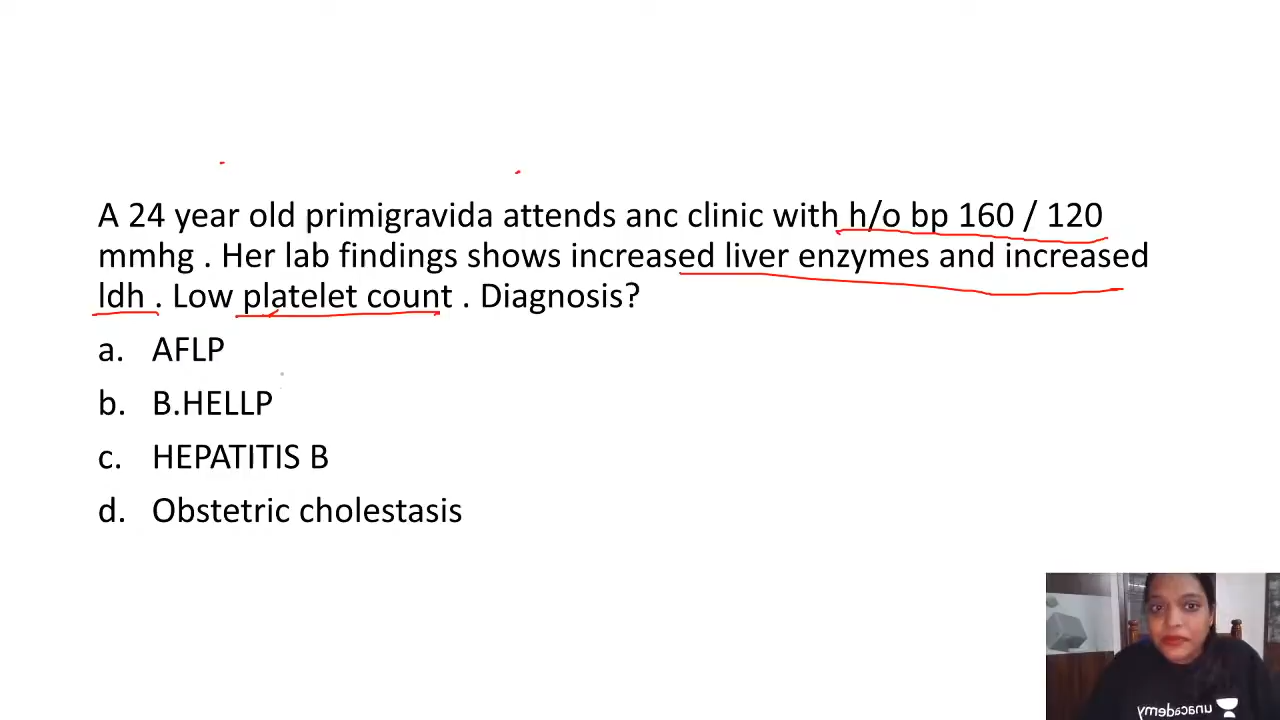 A 24 year old primigravida attends anc clinic with h/o bp 160 / 120
mmhg . Her lab findings shows increased liver enzymes and increased
ldh . Low platelet count . Diagnosis?
a. AFLP
b. B.HELLP
c. HEPATITIS B
d. Obstetric cholestasis
unacademy